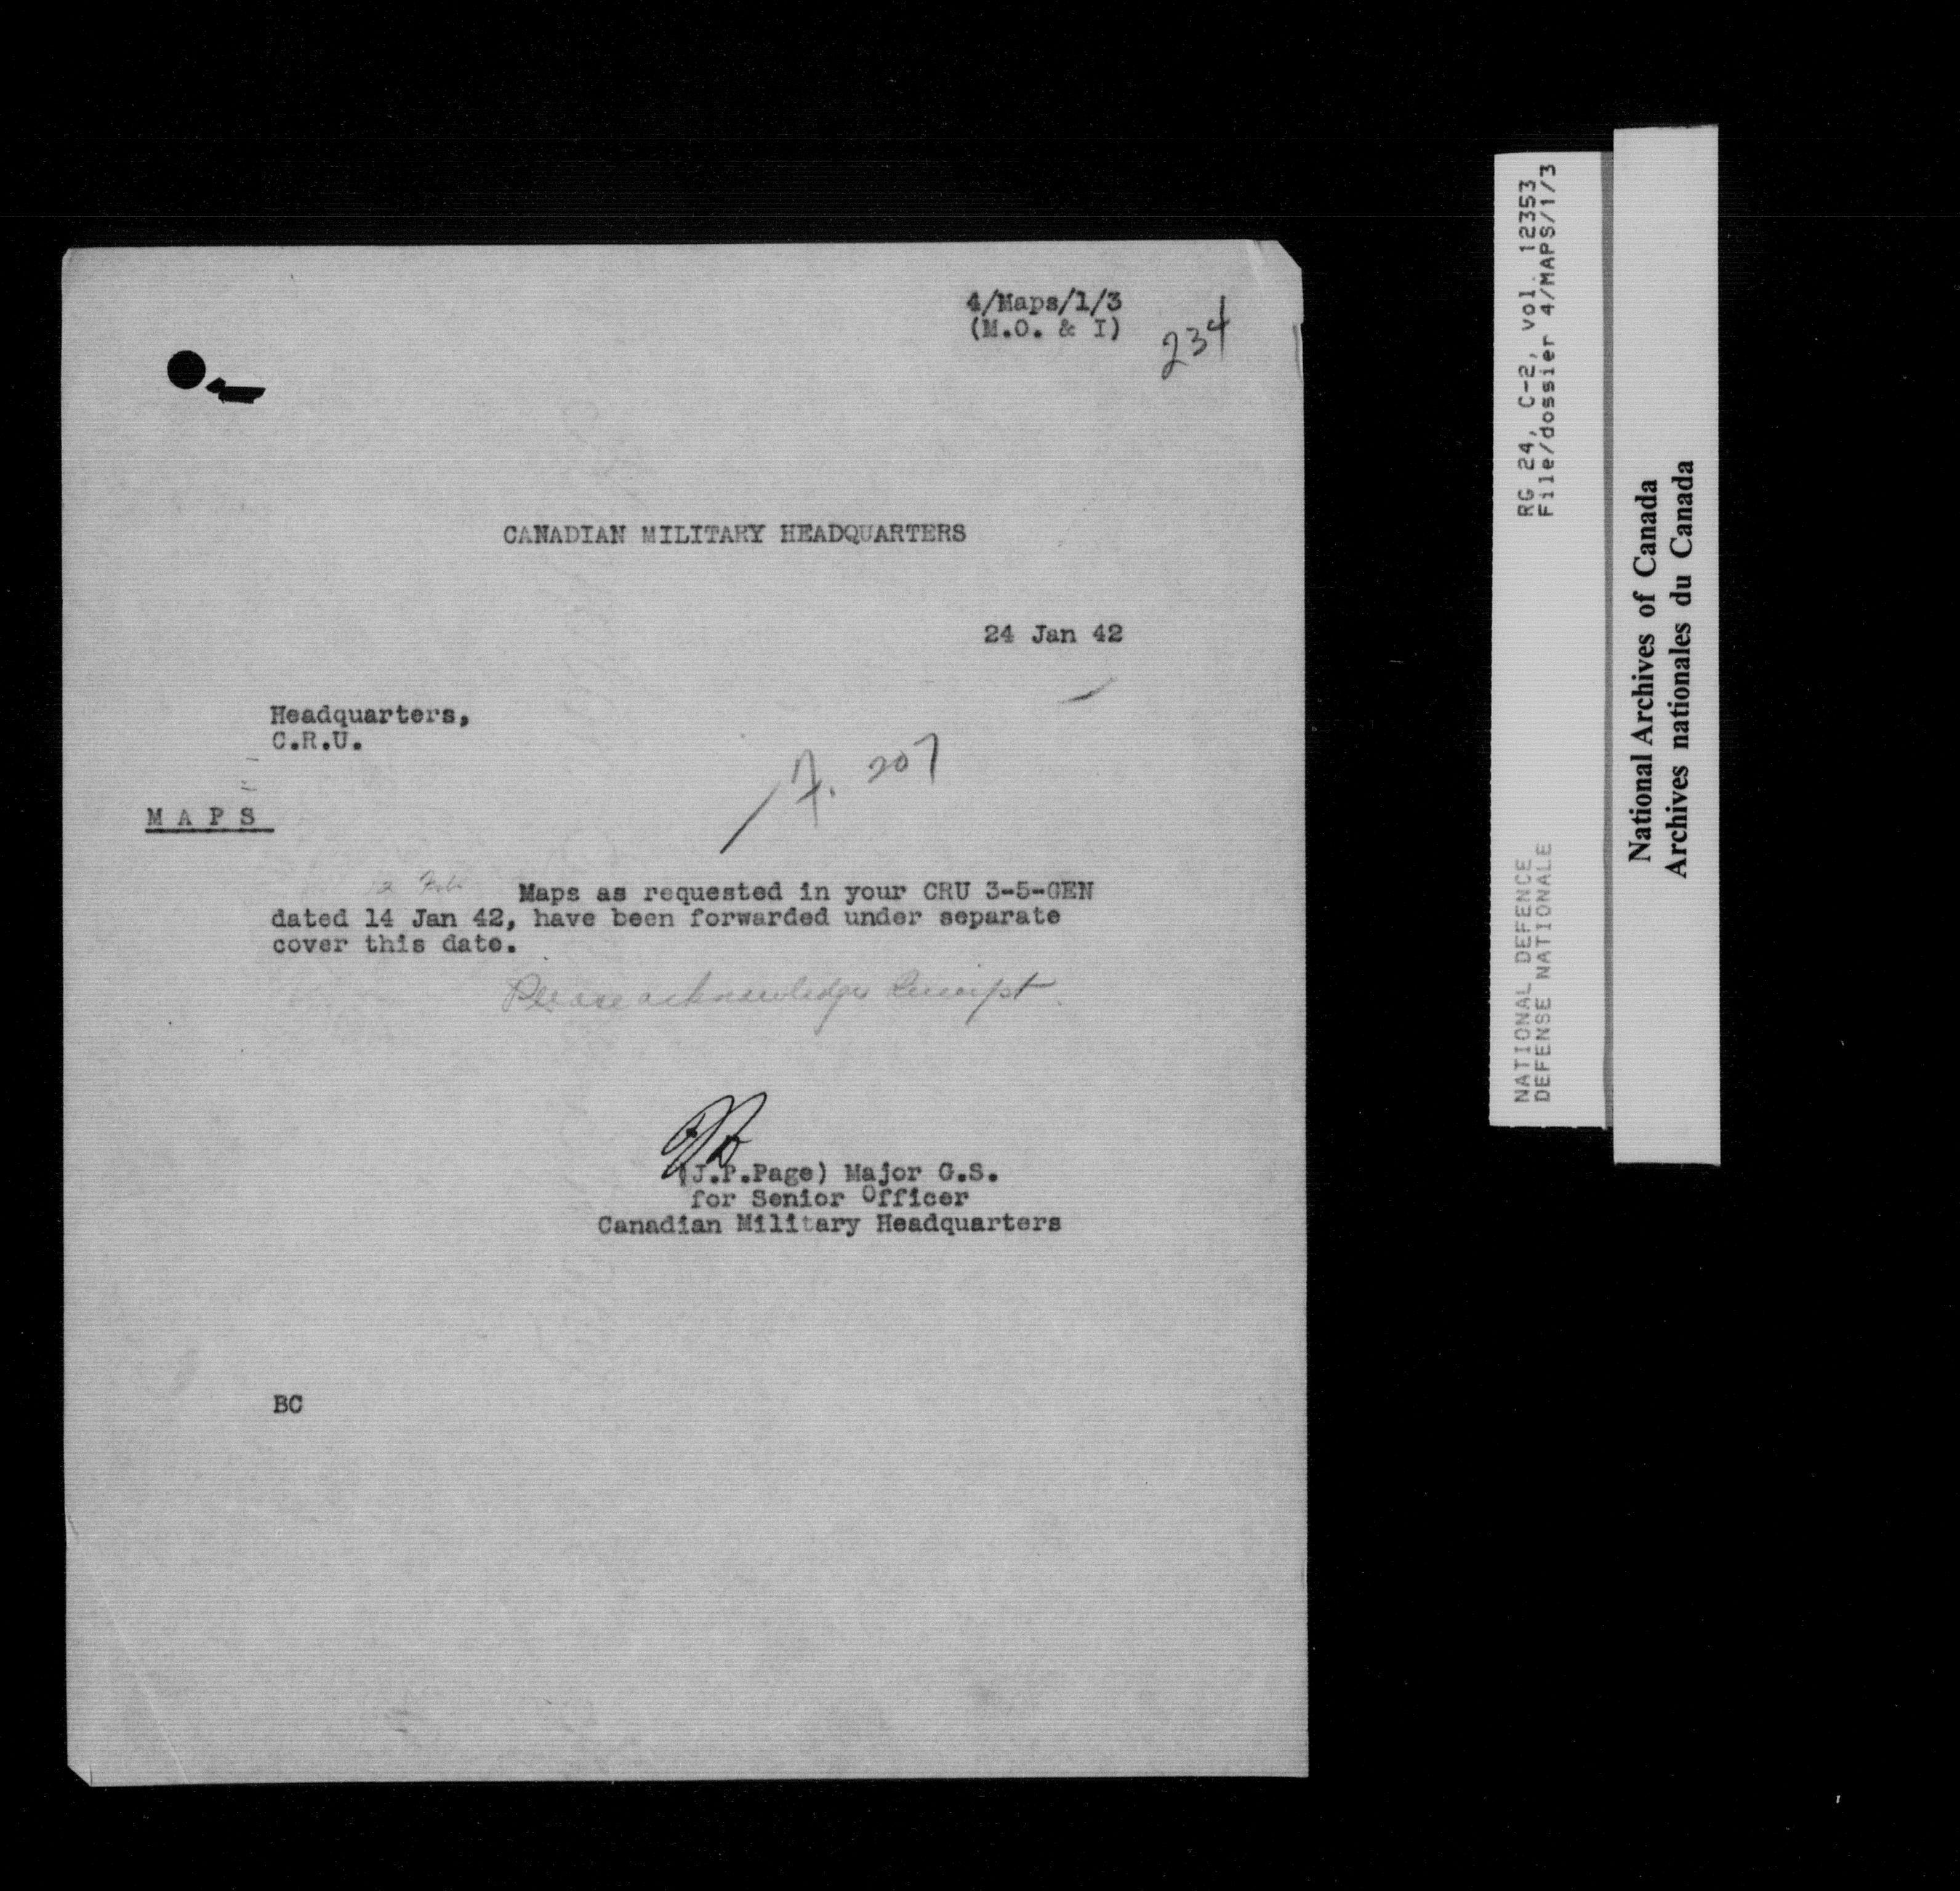 4/Maps/1/3
(M.O. & I)
234
CANADIAN MILITARY HEADQUARTERS
24 Jan 42
Headquarters,
C.R.U.
7. 207
M A P S
Maps as requested in your CRU 3-5-GEN
dated 14 Jan 42, have been forwarded under separate
cover this date.
Please acknowledge receipt
(J.P.Page) Major G.S.
for Senior Officer
Canadian Military Headquarters
BC
RG 24, C-2, vol. 12353
File/dossier 4/MAPS/1/3
NATIONAL DEFENCE
DEFENSE NATIONALE
National Archives of Canada
Archives nationales du Canada